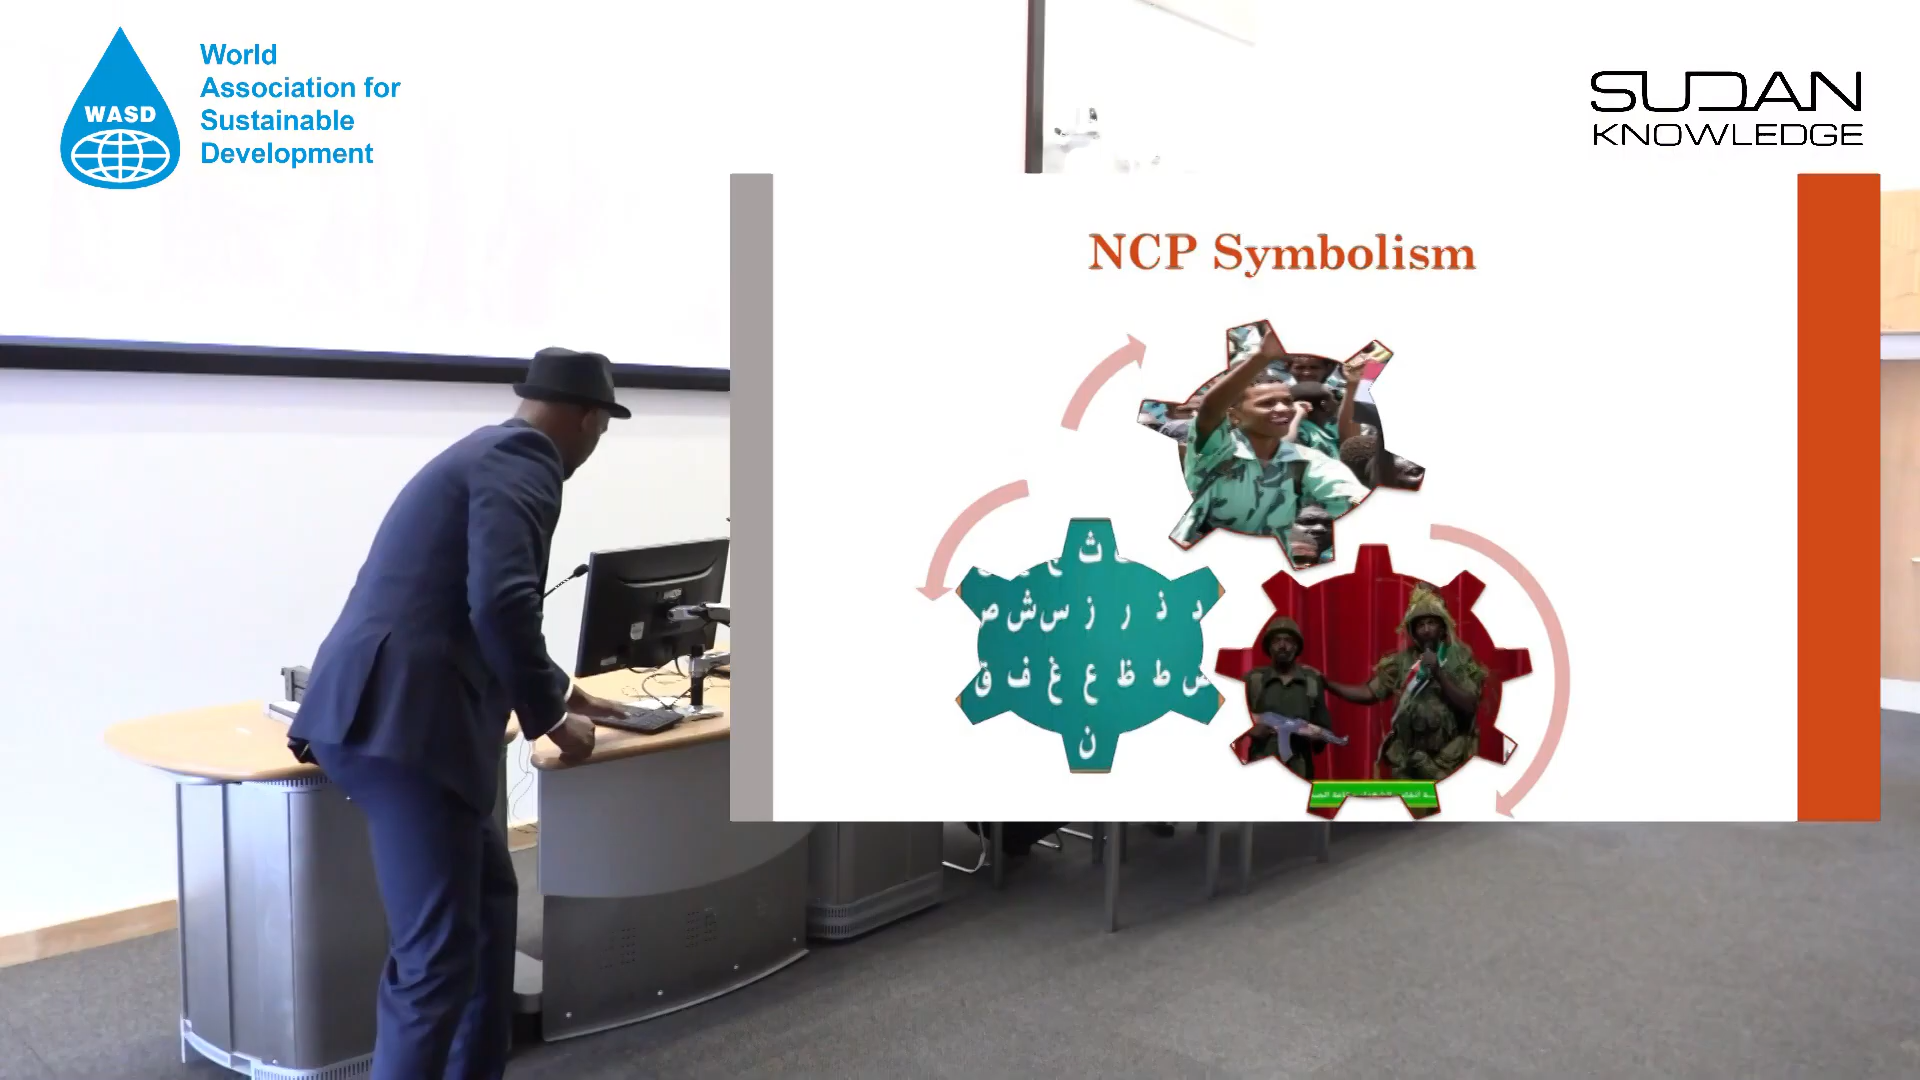 World
Association for
Sustainable
Development
WASD
SUDAN
KNOWLEDGE
NCP Symbolism
ث
د ذ ر ز س ش ص
ض ط ظ ع غ ف ق
ن